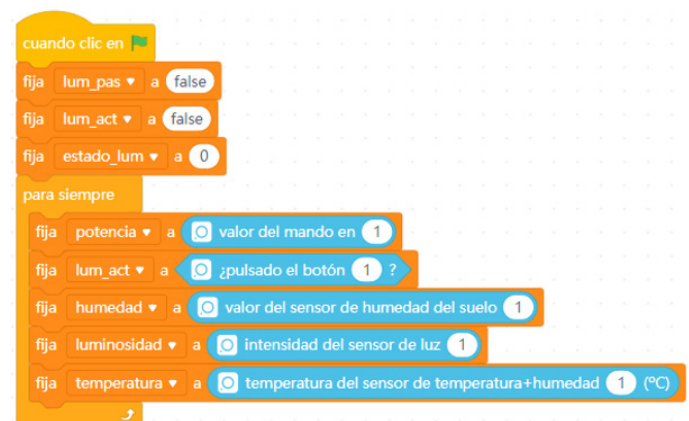 cuando clic en
fija lum_pas a false
fija lum_act a false
fija estado_lum a 0
para siempre
fija potencia a valor del mando en 1
fija lum_act a ¿pulsado el botón 1 ?
fija humedad a valor del sensor de humedad del suelo 1
fija luminosidad a intensidad del sensor de luz 1
fija temperatura a temperatura del sensor de temperatura+humedad 1 (ºC)